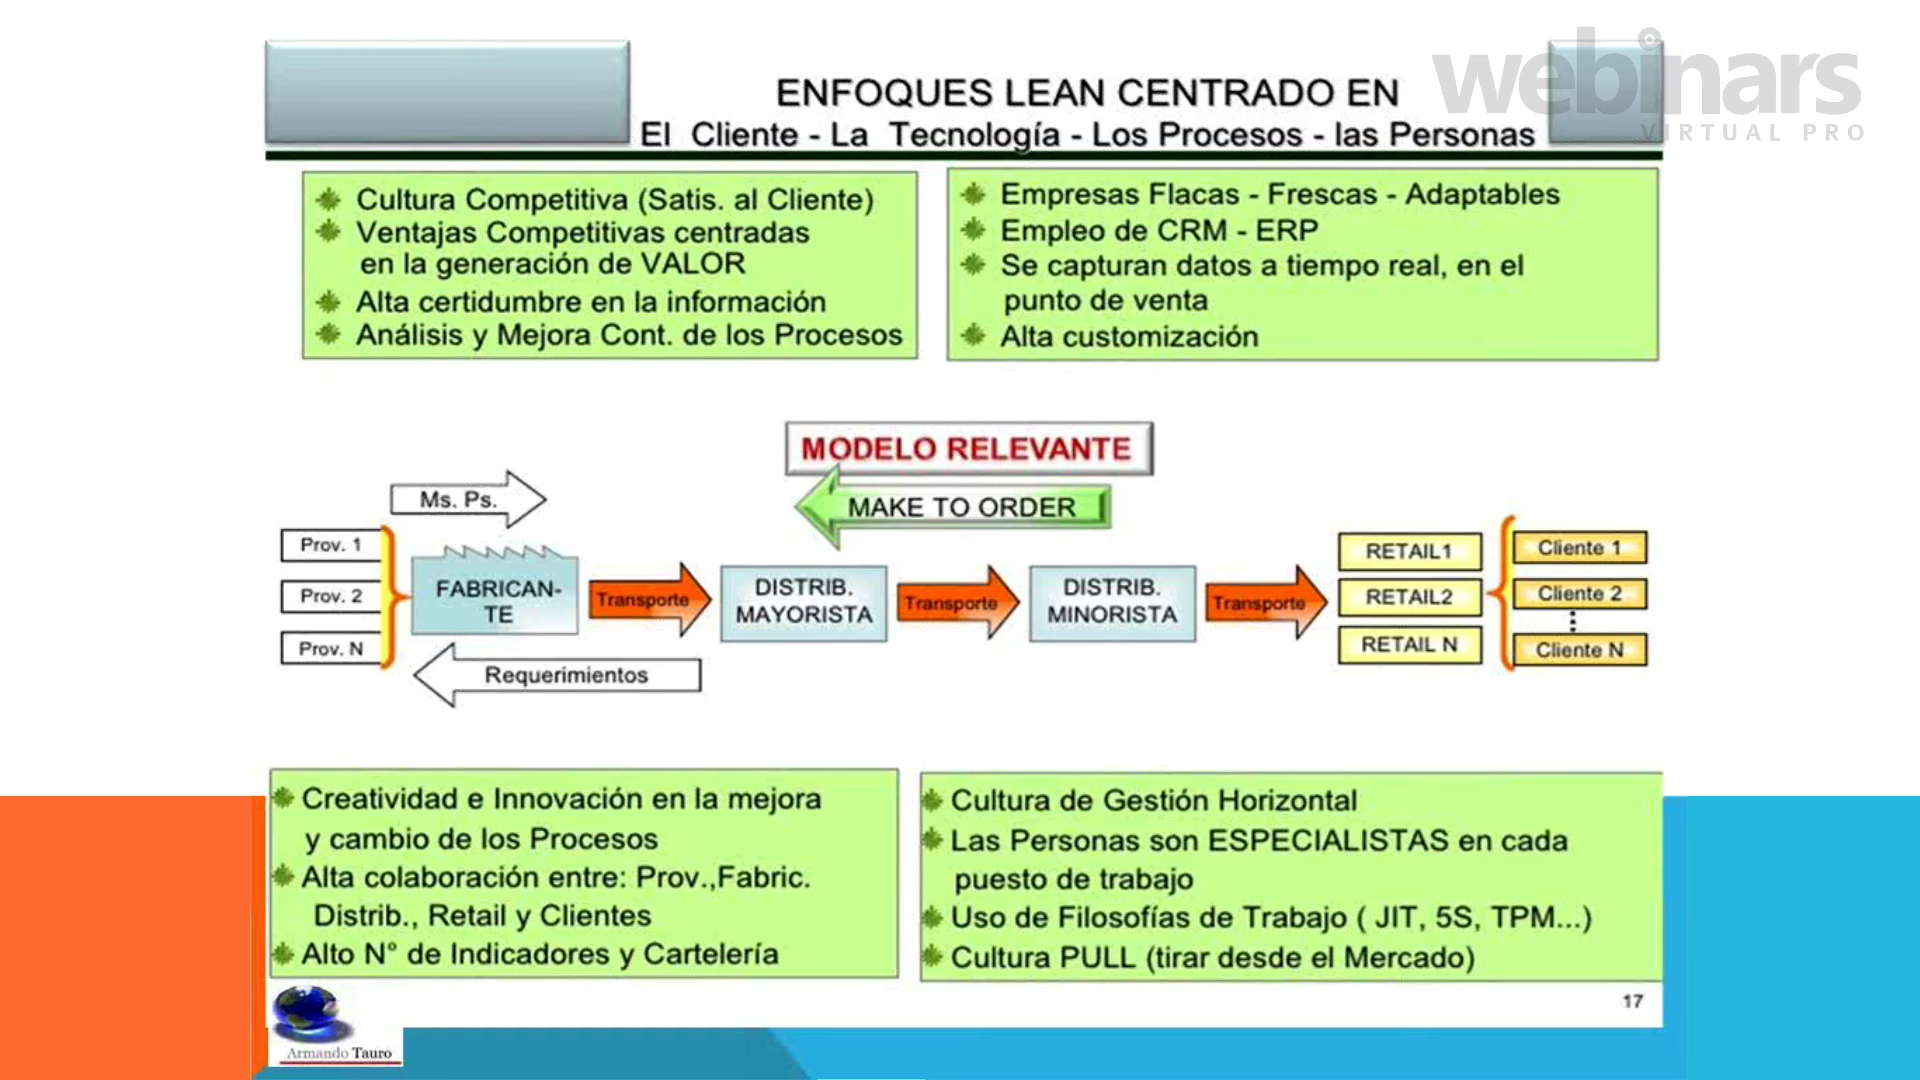 webinars
VIRTUAL PRO
ENFOQUES LEAN CENTRADO EN
El Cliente - La Tecnología - Los Procesos - las Personas
Cultura Competitiva (Satis. al Cliente)
Ventajas Competitivas centradas
en la generación de VALOR
Alta certidumbre en la información
Análisis y Mejora Cont. de los Procesos
Empresas Flacas - Frescas - Adaptables
Empleo de CRM - ERP
Se capturan datos a tiempo real, en el
punto de venta
Alta customización
MODELO RELEVANTE
MAKE TO ORDER
Ms. Ps.
Prov. 1
Prov. 2
Prov. N
FABRICAN-
TE
Transporte
DISTRIB.
MAYORISTA
Transporte
DISTRIB.
MINORISTA
Transporte
RETAIL1
RETAIL2
RETAIL N
Cliente 1
Cliente 2
Cliente N
Requerimientos
Creatividad e Innovación en la mejora
y cambio de los Procesos
Alta colaboración entre: Prov.,Fabric.
Distrib., Retail y Clientes
Alto N° de Indicadores y Cartelería
Cultura de Gestión Horizontal
Las Personas son ESPECIALISTAS en cada
puesto de trabajo
Uso de Filosofías de Trabajo ( JIT, 5S, TPM...)
Cultura PULL (tirar desde el Mercado)
17
Armando Tauro